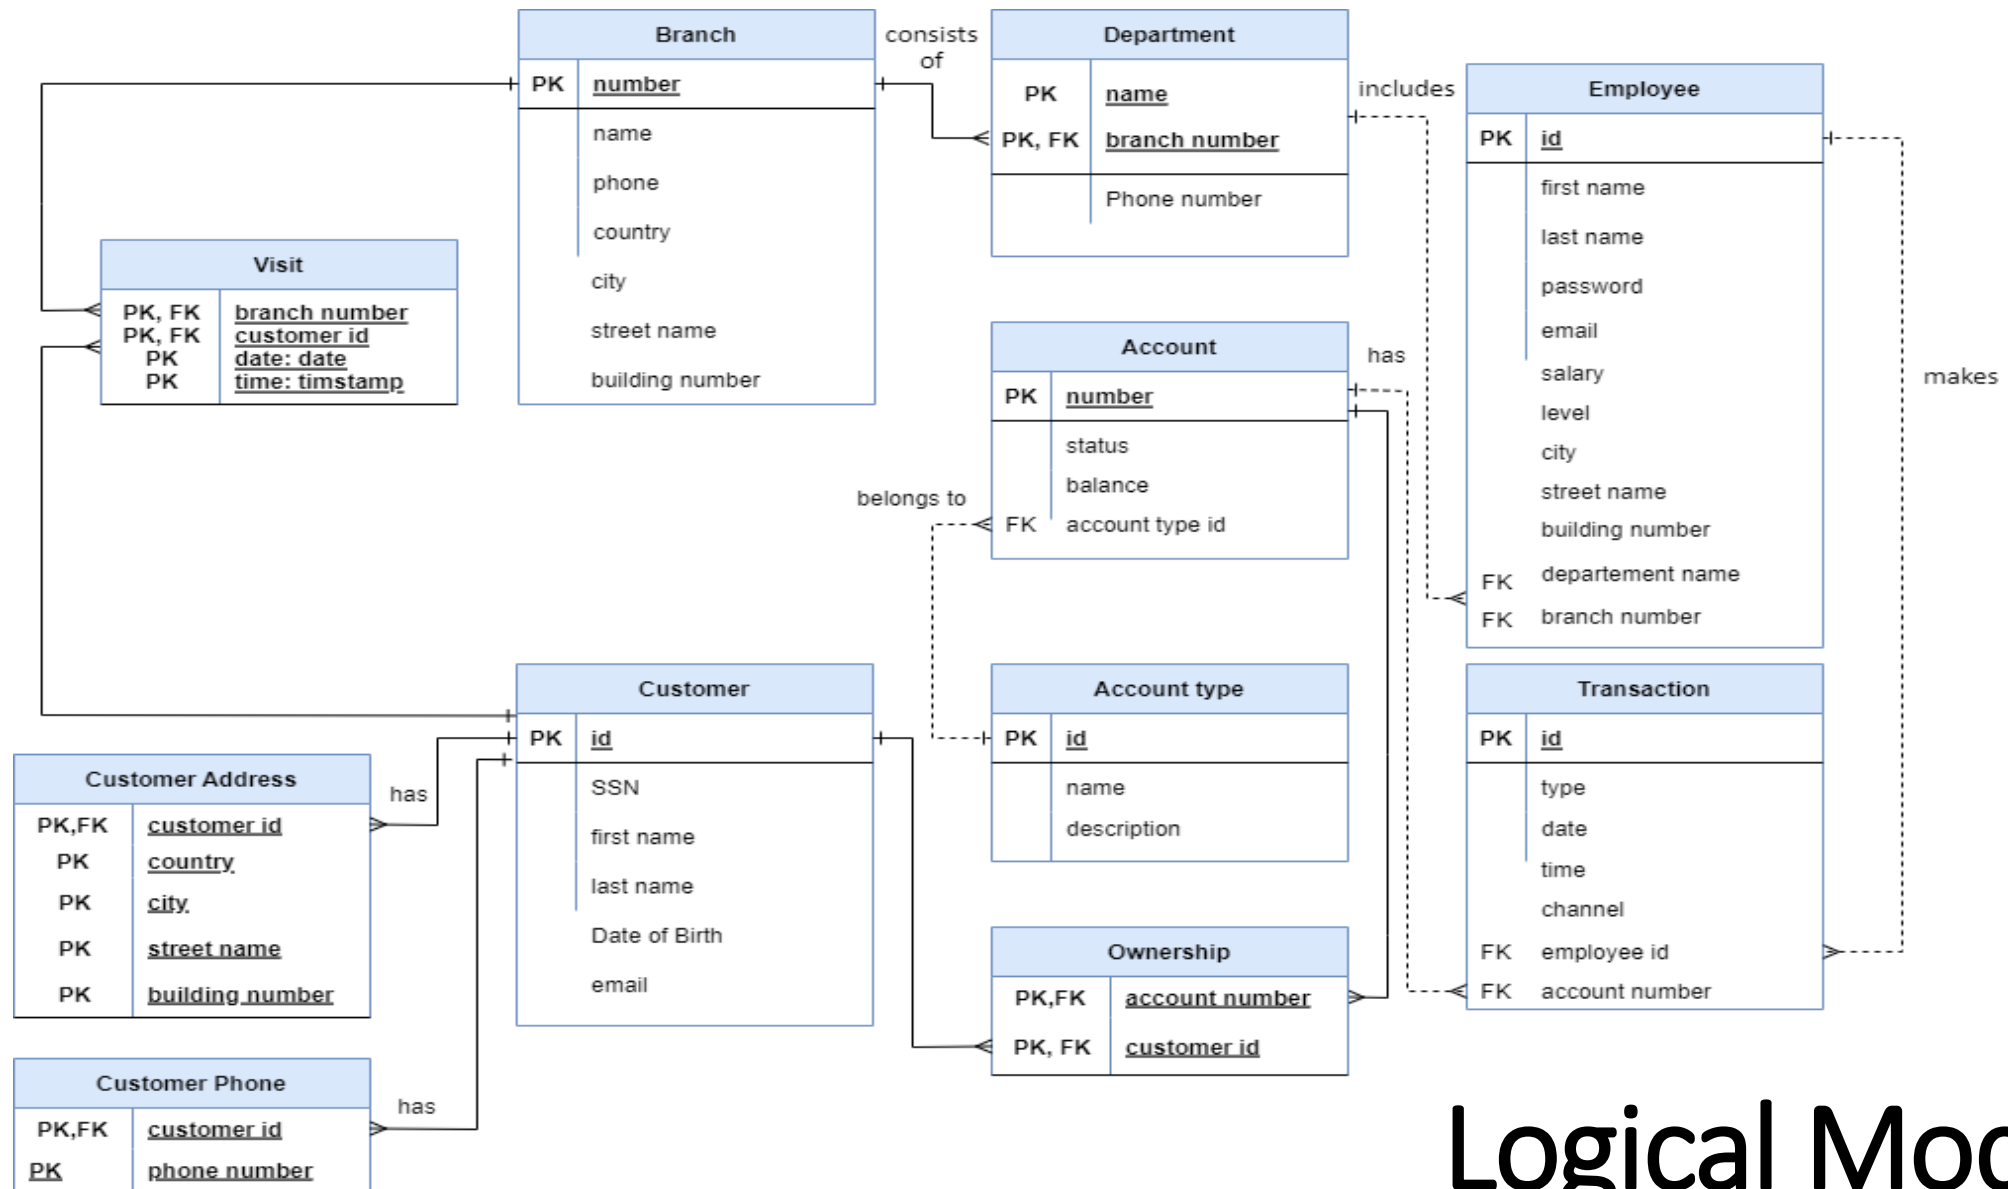 Branch
PK number
name
phone
country
city
street name
building number
consists
of
Department
PK name
PK, FK branch number
Phone number
includes
Employee
PK id
first name
last name
password
email
salary
level
city
street name
building number
FK departement name
FK branch number
makes
Visit
PK, FK branch number
PK, FK customer id
PK date: date
PK time: timstamp
Account
PK number
status
balance
FK account type id
has
belongs to
Customer
PK id
SSN
first name
last name
Date of Birth
email
Account type
PK id
name
description
Transaction
PK id
type
date
time
channel
FK employee id
FK account number
Customer Address
PK,FK customer id
PK country
PK city
PK street name
PK building number
has
Ownership
PK,FK account number
PK, FK customer id
Customer Phone
PK,FK customer id
PK phone number
has
Logical